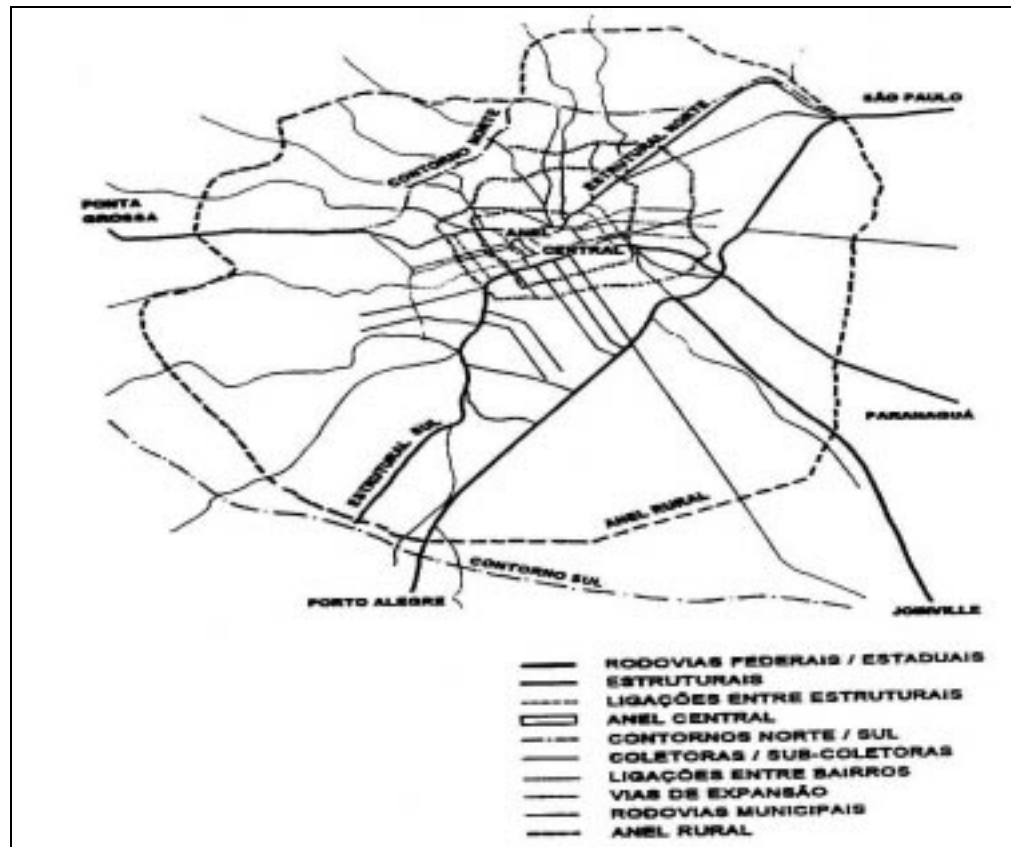 SÃO PAULO
CONTORNO NORTE
ESTRUTURAL NORTE
PONTA
GROSSA
ANEL
CENTRAL
PARANAGUÁ
ESTRUTURAL SUL
ANEL RURAL
CONTORNO SUL
PORTO ALEGRE
JOINVILLE
RODOVIAS FEDERAIS / ESTADUAIS
ESTRUTURAIS
LIGAÇÕES ENTRE ESTRUTURAIS
ANEL CENTRAL
CONTORNOS NORTE / SUL
COLETORAS / SUB-COLETORAS
LIGAÇÕES ENTRE BAIRROS
VIAS DE EXPANSÃO
RODOVIAS MUNICIPAIS
ANEL RURAL